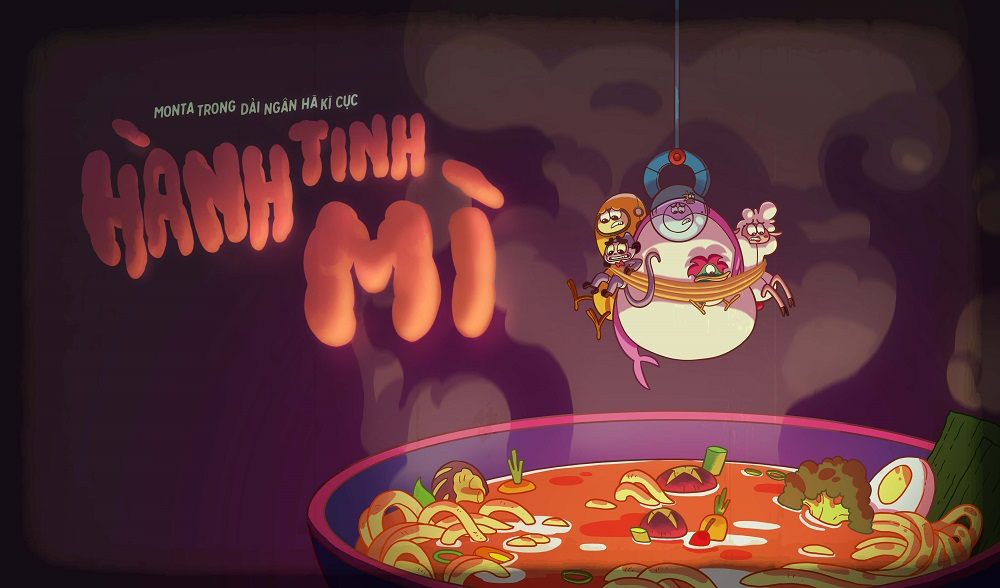 MONTA TRONG DẢI NGÂN HÀ KÌ CỤC
HÀNH TINH
MÌ